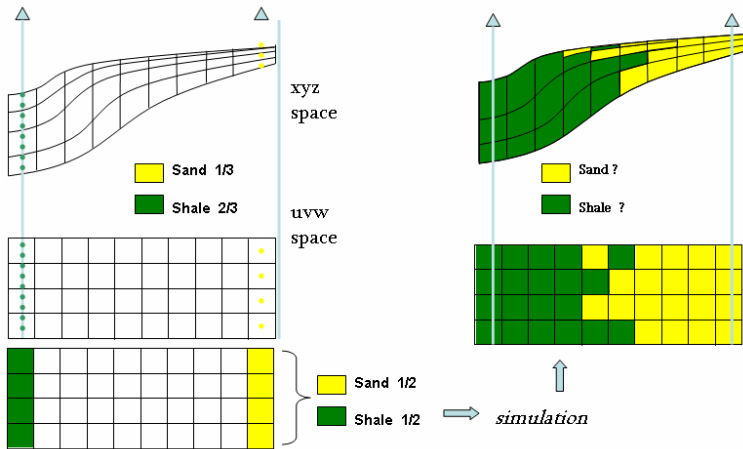 xyz
space
Sand 1/3
Shale 2/3
uvw
space
Sand ?
Shale ?
Sand 1/2
Shale 1/2
simulation